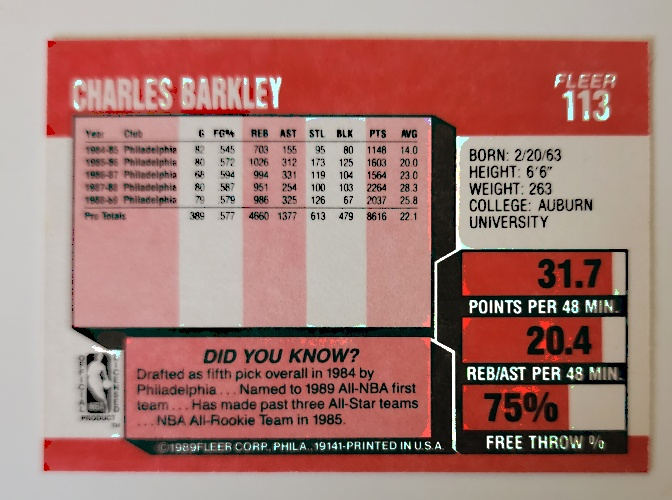 CHARLES BARKLEY
FLEER
113
Year Club G FG% REB AST STL BLK PTS AVG
1984-85 Philadelphia 82 .545 703 155 95 80 1148 14.0
1985-86 Philadelphia 80 .572 1026 312 173 125 1603 20.0
1986-87 Philadelphia 68 .594 994 331 119 104 1564 23.0
1987-88 Philadelphia 80 .587 951 254 100 103 2264 28.3
1988-89 Philadelphia 79 .579 986 325 126 67 2037 25.8
Pro Totals 389 .577 4660 1377 613 479 8616 22.1
BORN: 2/20/63
HEIGHT: 6'6"
WEIGHT: 263
COLLEGE: AUBURN
UNIVERSITY
31.7
POINTS PER 48 MIN.
20.4
REB/AST PER 48 MIN.
75%
FREE THROW %
DID YOU KNOW?
Drafted as fifth pick overall in 1984 by
Philadelphia ... Named to 1989 All-NBA first
team ... Has made past three All-Star teams
... NBA All-Rookie Team in 1985.
OFFICIAL
LICENSED
PRODUCT
TM
©1989FLEER CORP., PHILA., 19141-PRINTED IN U.S.A.